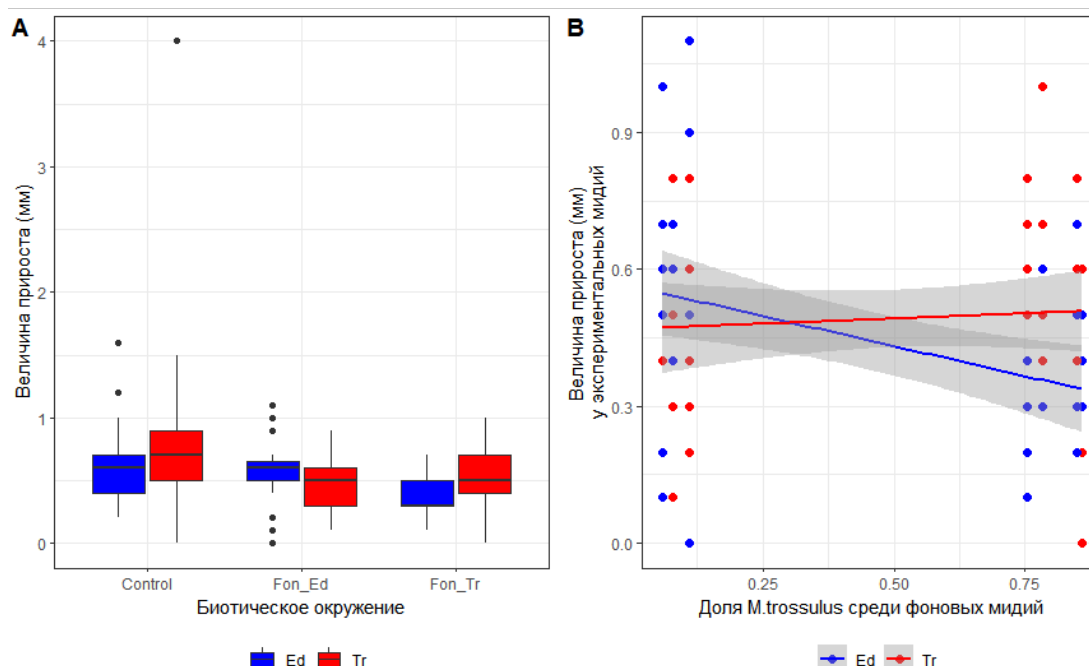 A
Величина прироста (мм)
4
3
2
1
0
Control Fon_Ed Fon_Tr
Биотическое окружение
Ed Tr
B
Величина прироста (мм)
у экспериментальных мидий
0.9
0.6
0.3
0.0
0.25 0.50 0.75
Доля M.trossulus среди фоновых мидий
Ed Tr